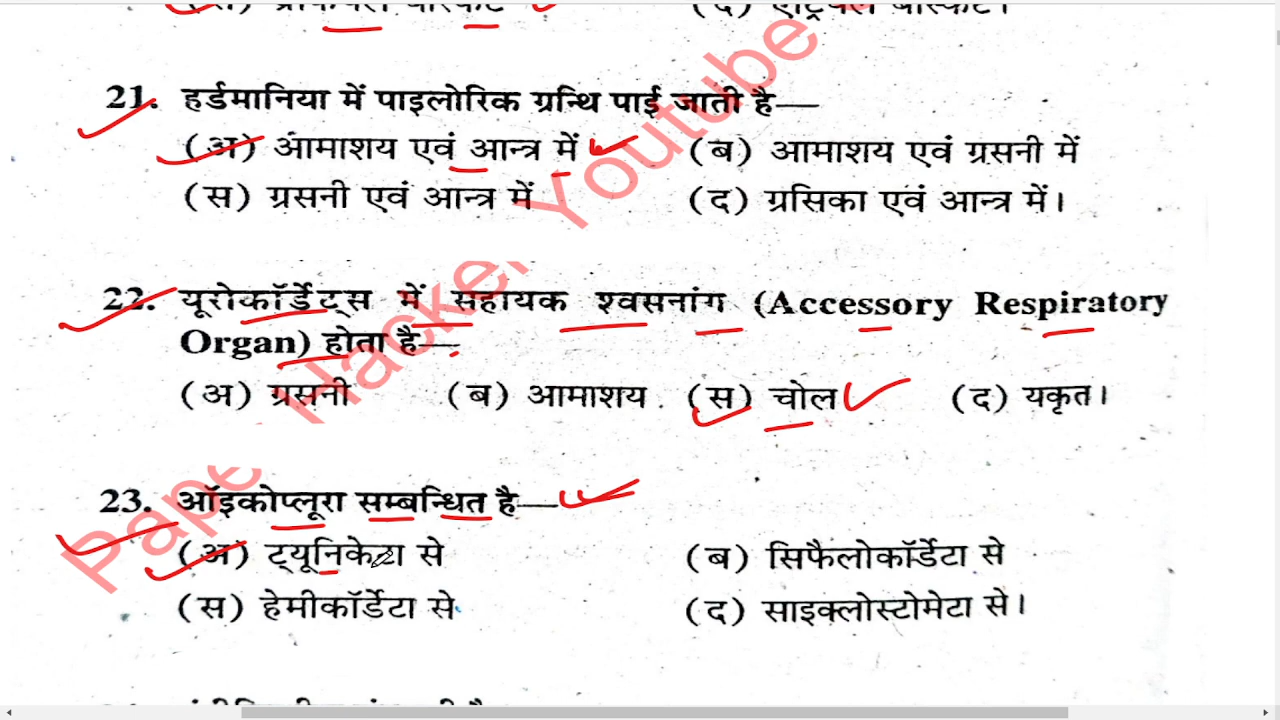 21. हर्डमानिया में पाइलोरिक ग्रन्थि पाई जाती है—
(अ) आमाशय एवं आन्त्र में (ब) आमाशय एवं ग्रसनी में
(स) ग्रसनी एवं आन्त्र में (द) ग्रसिका एवं आन्त्र में।
22. यूरोकॉर्डेट्स में सहायक श्वसनांग (Accessory Respiratory
Organ) होता है—
(अ) ग्रसनी (ब) आमाशय (स) चोल (द) यकृत।
23. ऑइकोप्लूरा सम्बन्धित है—
(अ) ट्यूनिकेटा से (ब) सिफैलोकॉर्डेटा से
(स) हेमीकॉर्डेटा से (द) साइक्लोस्टोमेटा से।
Paper Hacker Youtube